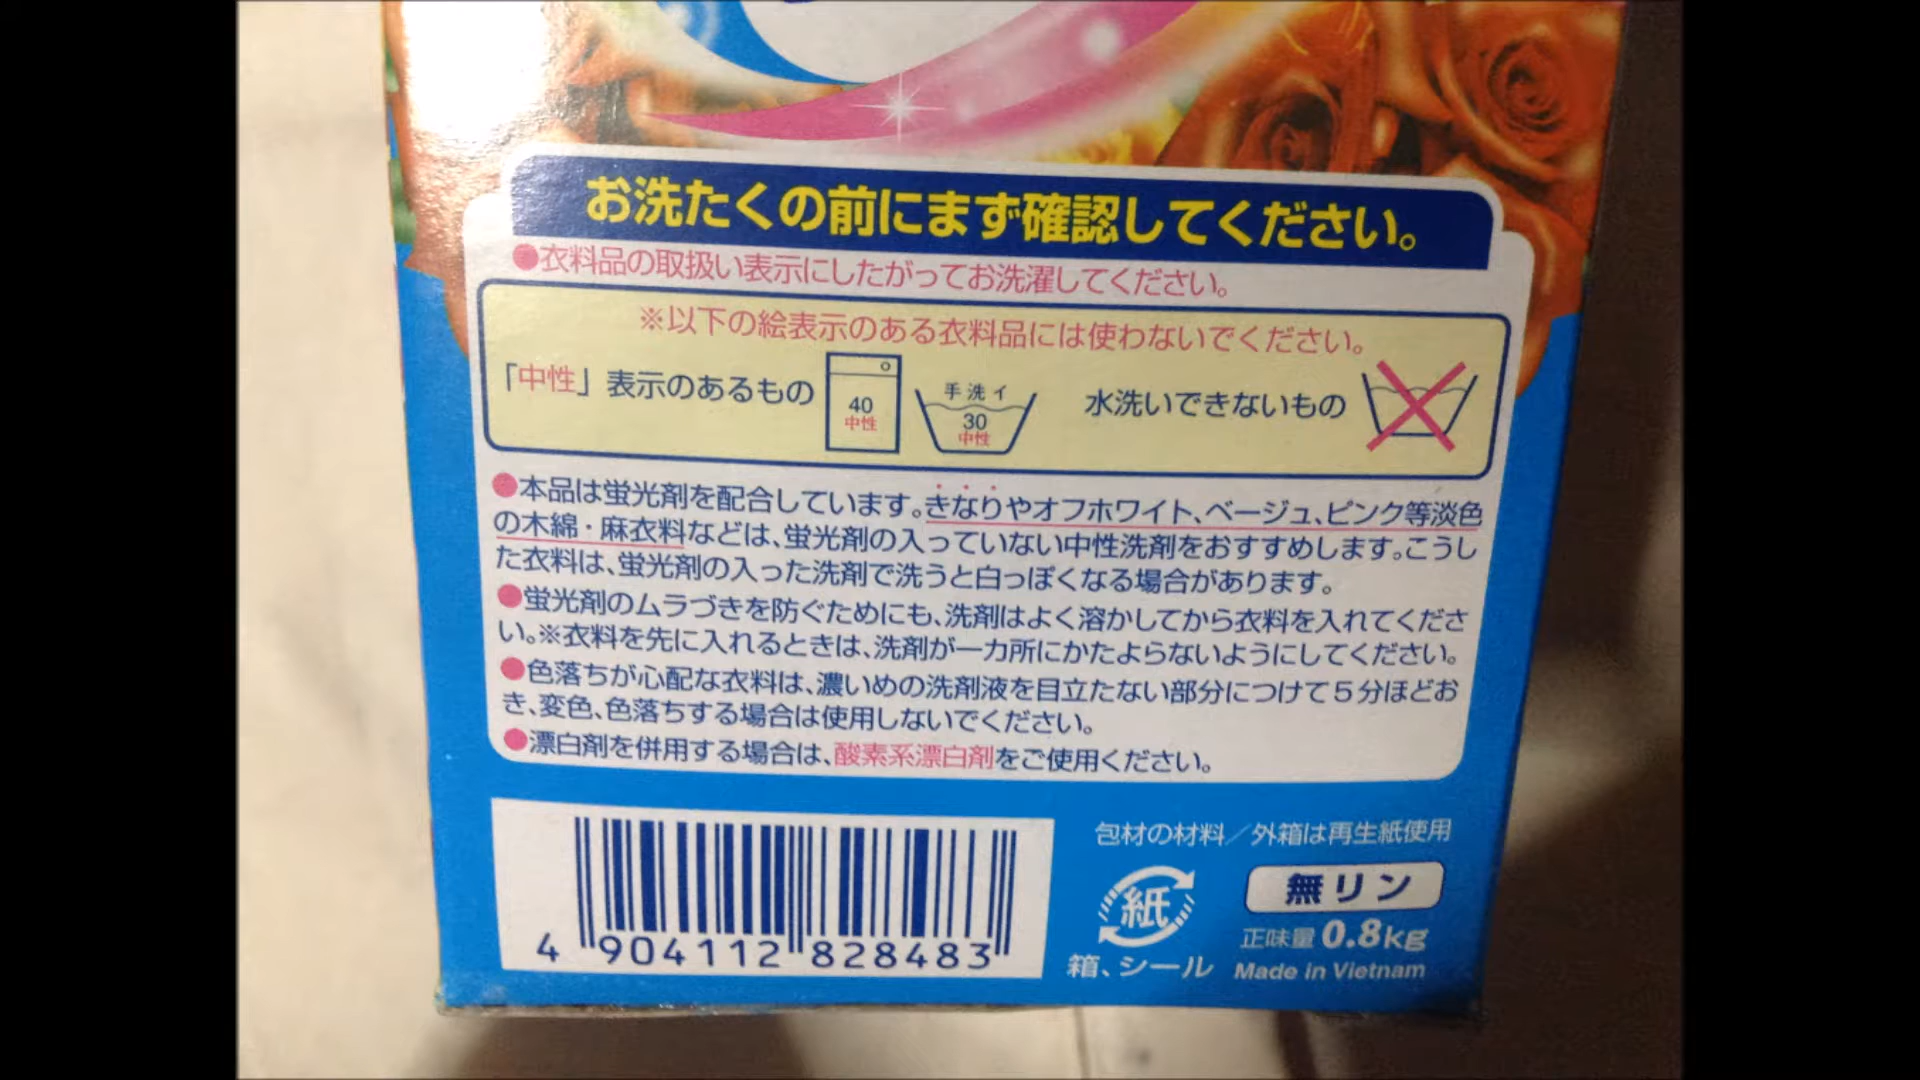 お洗たくの前にまず確認してください。
●衣料品の取扱い表示にしたがってお洗濯してください。
※以下の絵表示のある衣料品には使わないでください。
「中性」表示のあるもの 40 中性 手洗イ 30 中性 水洗いできないもの
●本品は蛍光剤を配合しています。きなりやオフホワイト、ベージュ、ピンク等淡色
の木綿・麻衣料などは、蛍光剤の入っていない中性洗剤をおすすめします。こうし
た衣料は、蛍光剤の入った洗剤で洗うと白っぽくなる場合があります。
●蛍光剤のムラづきを防ぐためにも、洗剤はよく溶かしてから衣料を入れてくださ
い。※衣料を先に入れるときは、洗剤が一カ所にかたよらないようにしてください。
●色落ちが心配な衣料は、濃いめの洗剤液を目立たない部分につけて5分ほどお
き、変色、色落ちする場合は使用しないでください。
●漂白剤を併用する場合は、酸素系漂白剤をご使用ください。
包材の材料／外箱は再生紙使用
紙
箱、シール
無リン
正味量 0.8kg
Made in Vietnam
4 904112 828483